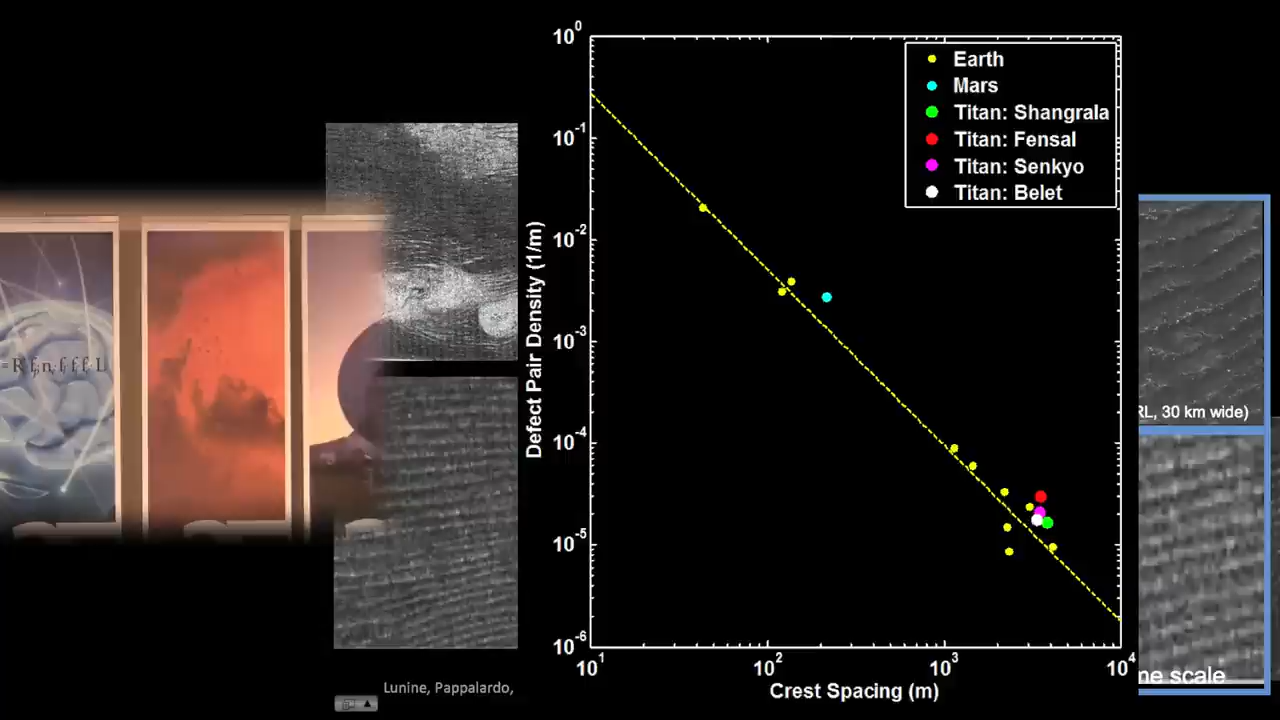 10^0
10^-1
10^-2
10^-3
10^-4
10^-5
10^-6
Defect Pair Density (1/m)
Earth
Mars
Titan: Shangrala
Titan: Fensal
Titan: Senkyo
Titan: Belet
10^1
10^2
10^3
10^4
Crest Spacing (m)
RL, 30 km wide)
me scale
Lunine, Pappalardo,